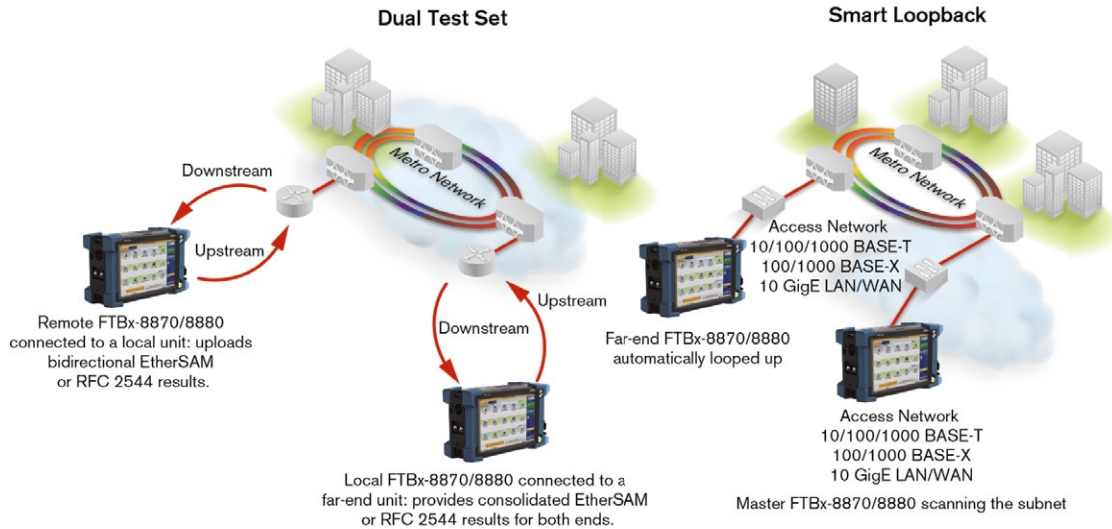 Dual Test Set
Metro Network
Downstream
Upstream
Remote FTBx-8870/8880
connected to a local unit: uploads
bidirectional EtherSAM
or RFC 2544 results.
Upstream
Downstream
Local FTBx-8870/8880 connected to a
far-end unit: provides consolidated EtherSAM
or RFC 2544 results for both ends.
Smart Loopback
Metro Network
Access Network
10/100/1000 BASE-T
100/1000 BASE-X
10 GigE LAN/WAN
Far-end FTBx-8870/8880
automatically looped up
Access Network
10/100/1000 BASE-T
100/1000 BASE-X
10 GigE LAN/WAN
Master FTBx-8870/8880 scanning the subnet